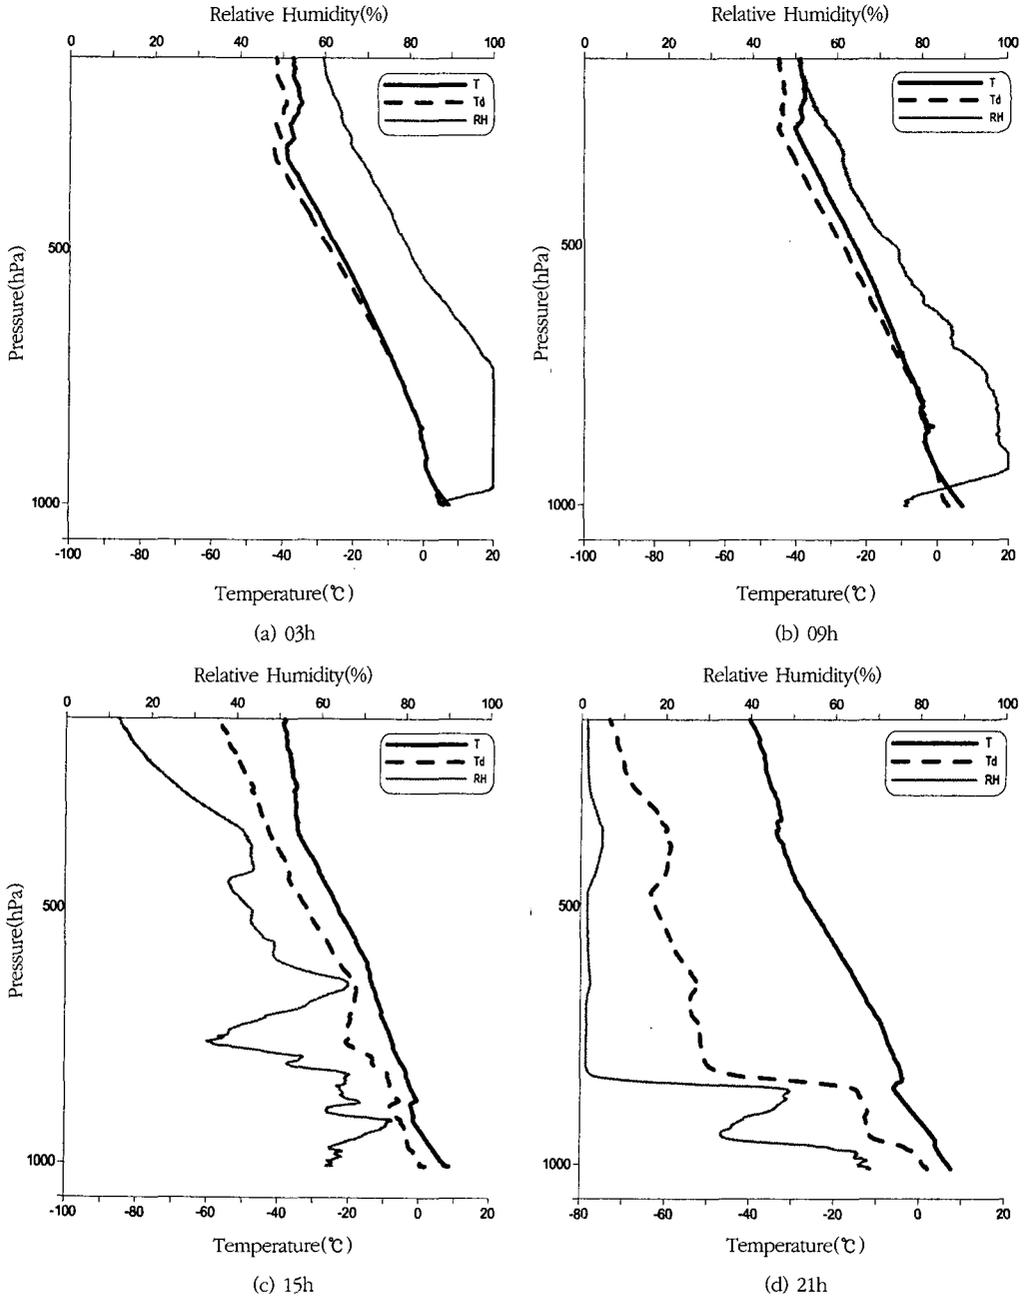 Relative Humidity(%)
0 20 40 60 80 100
T
Td
RH
Pressure(hPa)
500
1000
-100 -80 -60 -40 -20 0 20
Temperature(℃)
(a) 03h
Relative Humidity(%)
0 20 40 60 80 100
T
Td
RH
Pressure(hPa)
500
1000
-100 -80 -60 -40 -20 0 20
Temperature(℃)
(b) 09h
Relative Humidity(%)
0 20 40 60 80 100
T
Td
RH
Pressure(hPa)
500
1000
-100 -80 -60 -40 -20 0 20
Temperature(℃)
(c) 15h
Relative Humidity(%)
0 20 40 60 80 100
T
Td
RH
500
1000
-80 -60 -40 -20 0 20
Temperature(℃)
(d) 21h